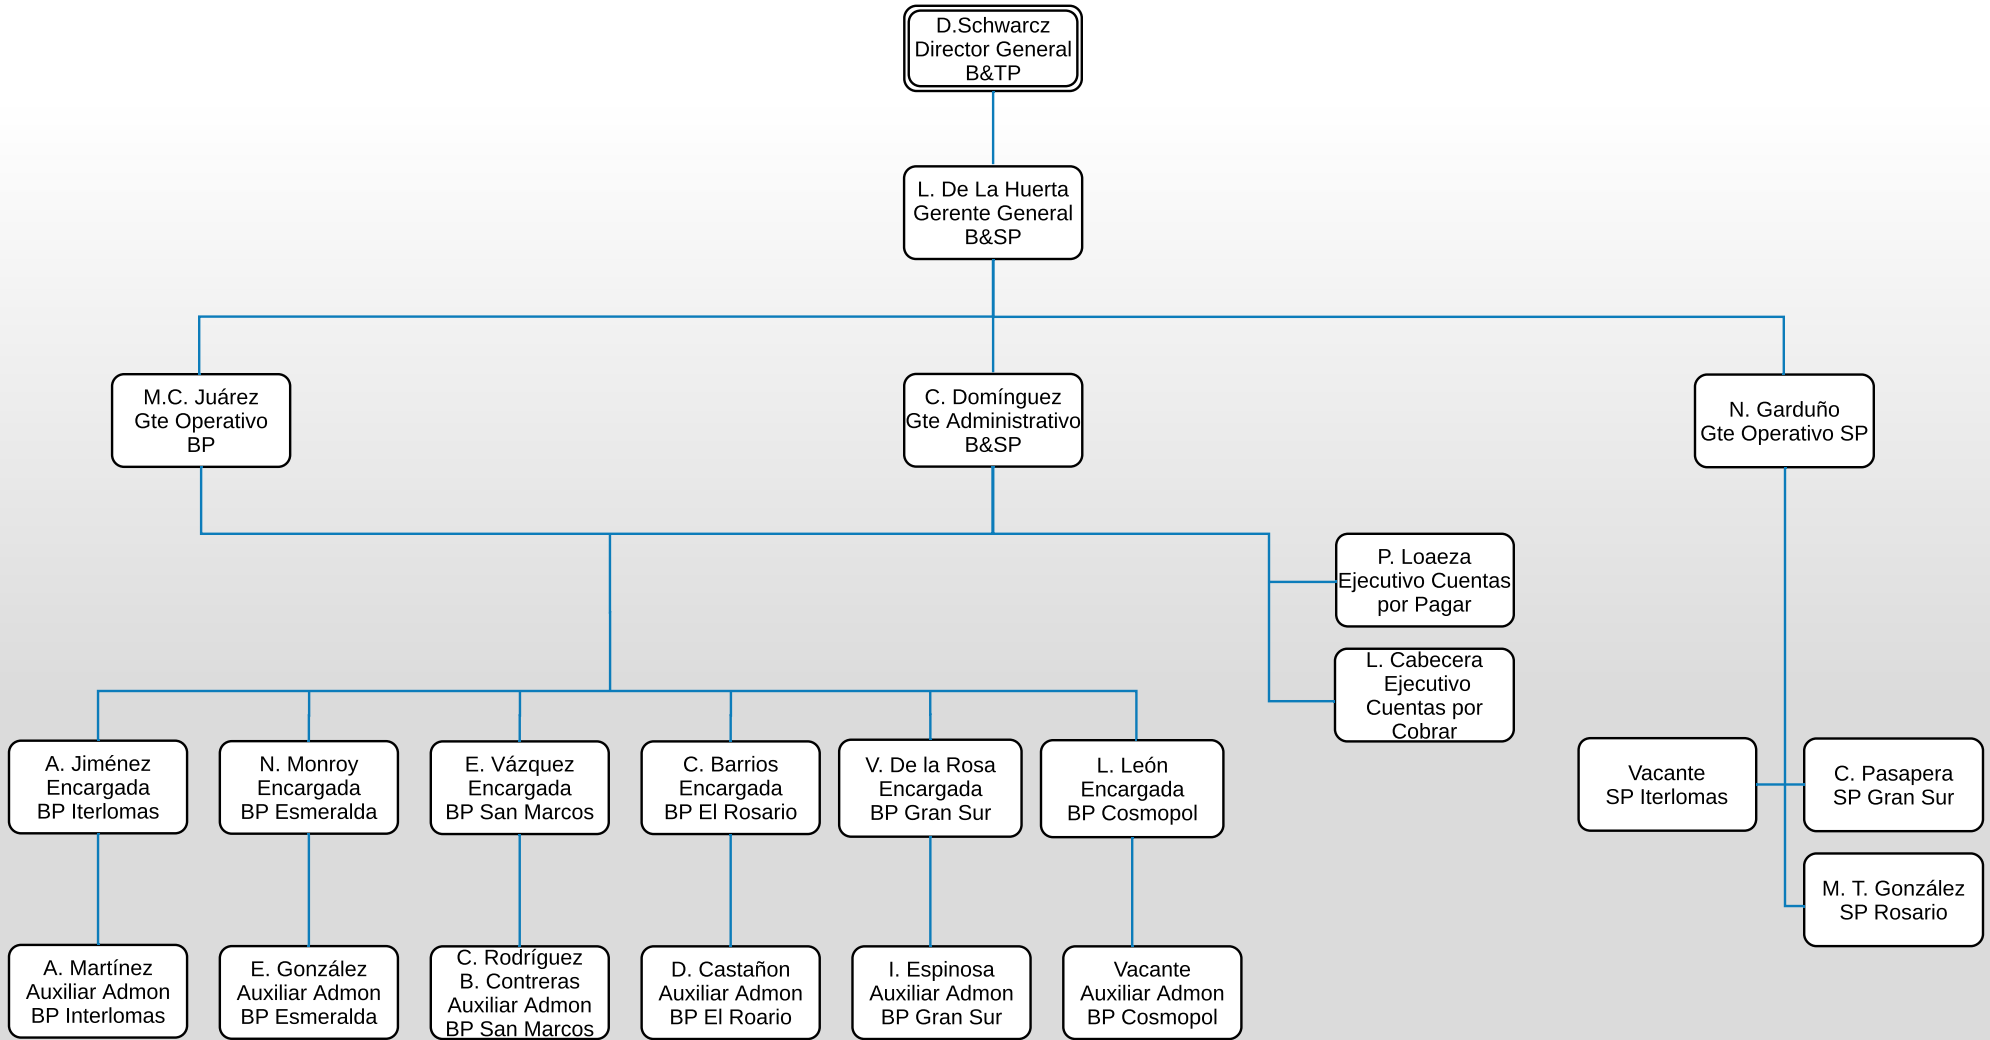 D.Schwarcz
Director General
B&TP
L. De La Huerta
Gerente General
B&SP
M.C. Juárez
Gte Operativo
BP
C. Domínguez
Gte Administrativo
B&SP
N. Garduño
Gte Operativo SP
P. Loaeza
Ejecutivo Cuentas
por Pagar
L. Cabecera
Ejecutivo
Cuentas por
Cobrar
A. Jiménez
Encargada
BP Iterlomas
N. Monroy
Encargada
BP Esmeralda
E. Vázquez
Encargada
BP San Marcos
C. Barrios
Encargada
BP El Rosario
V. De la Rosa
Encargada
BP Gran Sur
L. León
Encargada
BP Cosmopol
Vacante
SP Iterlomas
C. Pasapera
SP Gran Sur
M. T. González
SP Rosario
A. Martínez
Auxiliar Admon
BP Interlomas
E. González
Auxiliar Admon
BP Esmeralda
C. Rodríguez
B. Contreras
Auxiliar Admon
BP San Marcos
D. Castañon
Auxiliar Admon
BP El Roario
I. Espinosa
Auxiliar Admon
BP Gran Sur
Vacante
Auxiliar Admon
BP Cosmopol